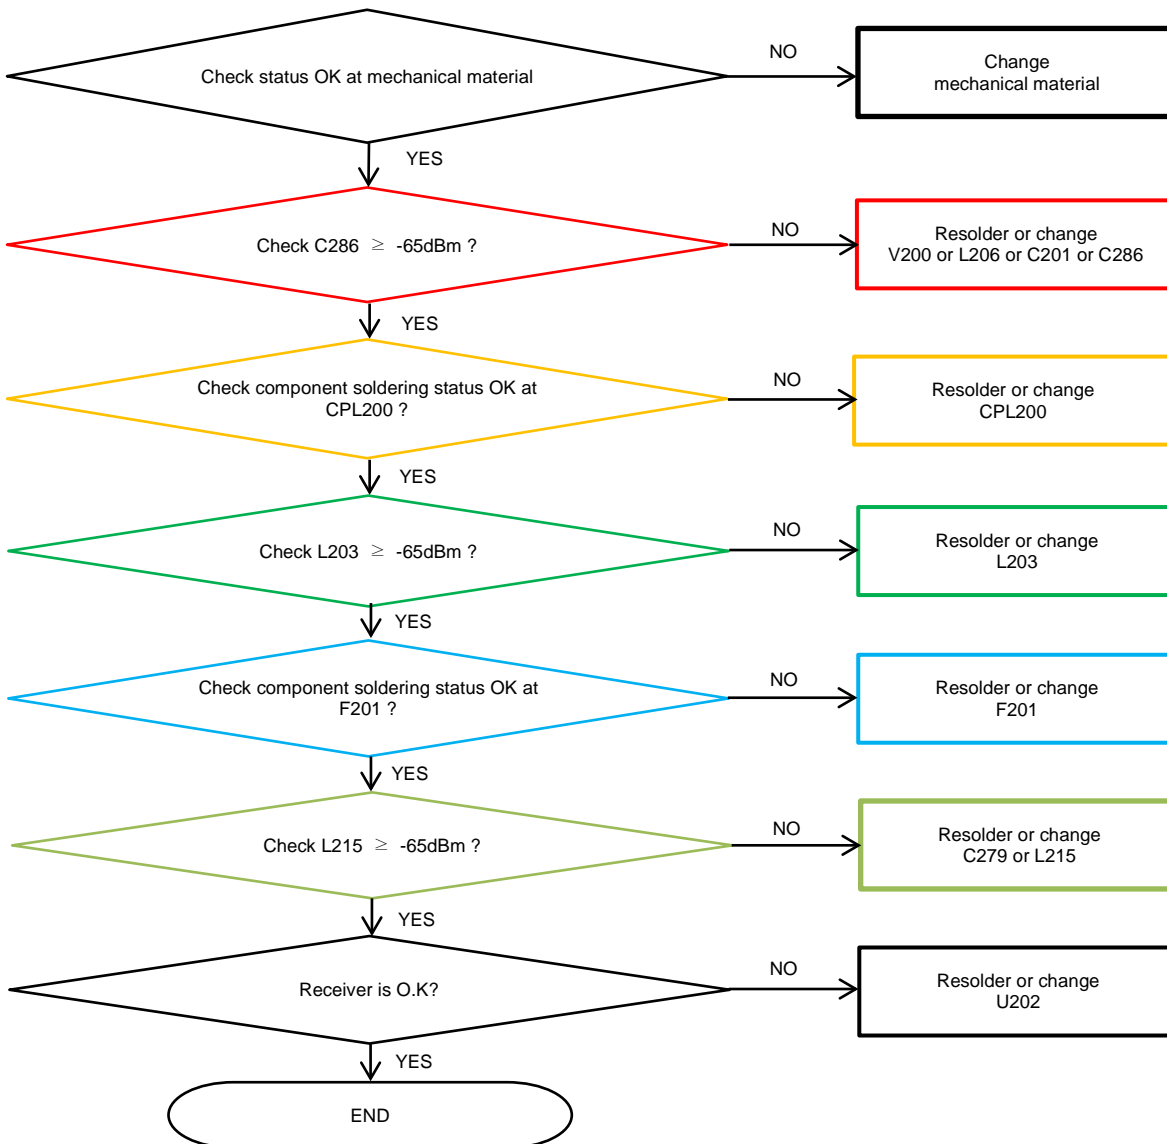 Check status OK at mechanical material
NO
Change
mechanical material
YES
Check C286 ≥ -65dBm ?
NO
Resolder or change
V200 or L206 or C201 or C286
YES
Check component soldering status OK at
CPL200 ?
NO
Resolder or change
CPL200
YES
Check L203 ≥ -65dBm ?
NO
Resolder or change
L203
YES
Check component soldering status OK at
F201 ?
NO
Resolder or change
F201
YES
Check L215 ≥ -65dBm ?
NO
Resolder or change
C279 or L215
YES
Receiver is O.K?
NO
Resolder or change
U202
YES
END